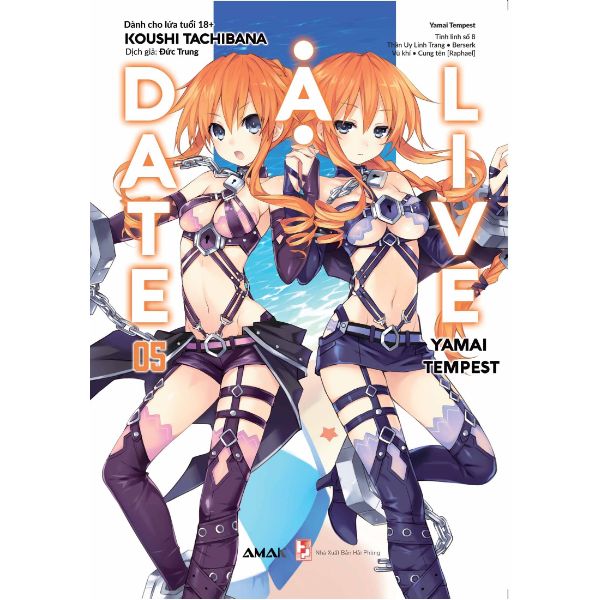 Dành cho lứa tuổi 18+
KOUSHI TACHIBANA
Dịch giả: Đức Trung
Yamai Tempest
Tinh linh số 8
Thần Uy Linh Trang • Berserk
Vũ khí • Cung tên [Raphael]
DATE
A
LIVE
05
YAMAI
TEMPEST
AMAK
Nhà Xuất Bản Hải Phòng